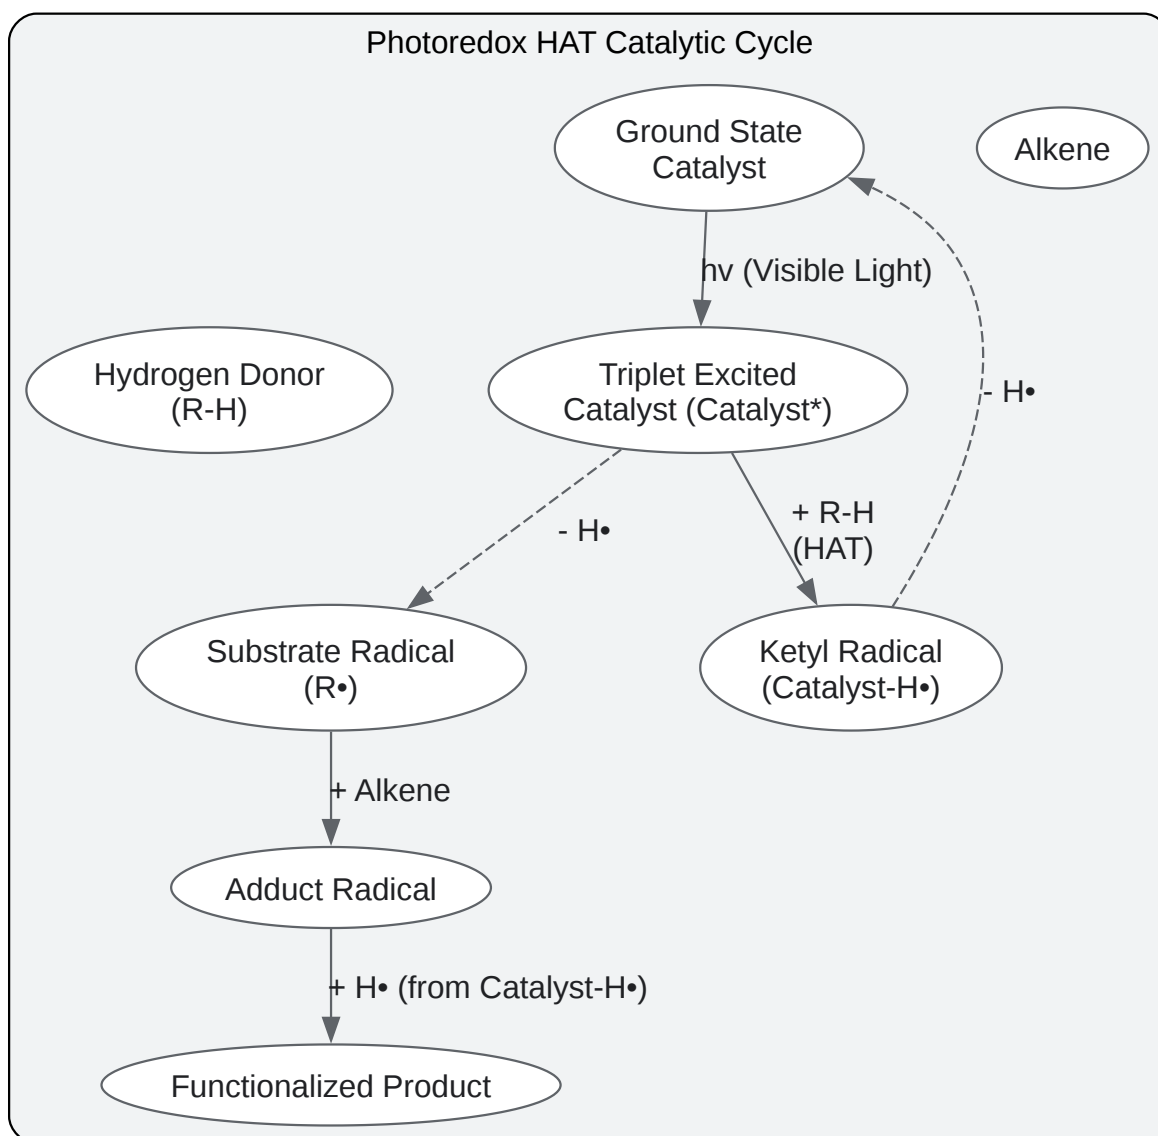 Photoredox HAT Catalytic Cycle
Ground State
Catalyst
Alkene
hv (Visible Light)
Hydrogen Donor
(R-H)
Triplet Excited
Catalyst (Catalyst*)
- H•
- H•
+ R-H
(HAT)
Substrate Radical
(R•)
Ketyl Radical
(Catalyst-H•)
+ Alkene
Adduct Radical
+ H• (from Catalyst-H•)
Functionalized Product